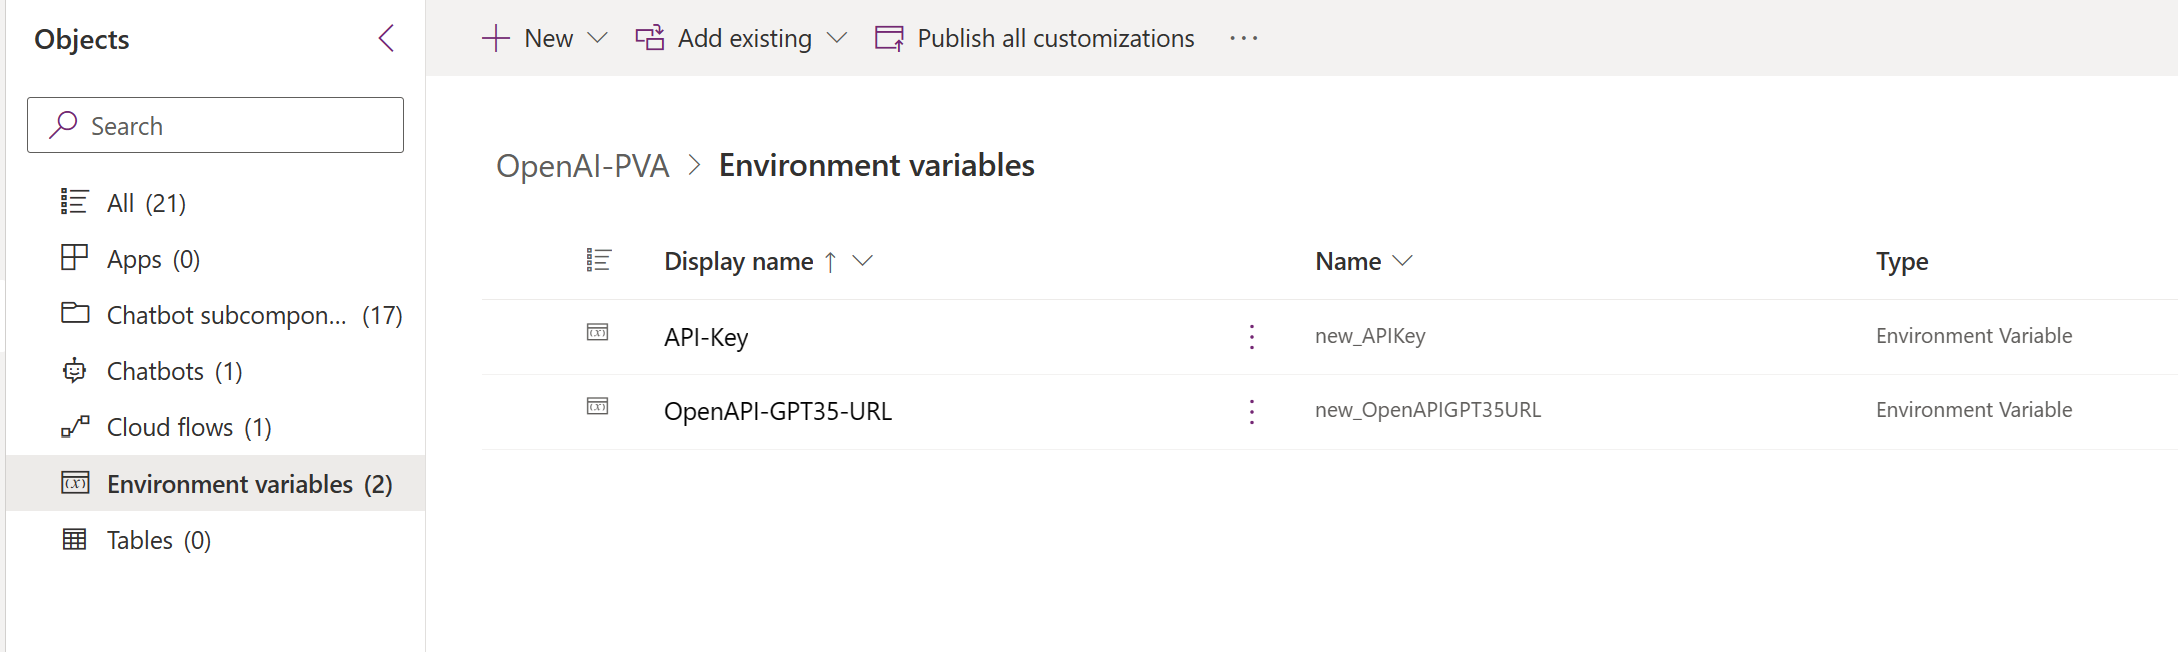 Objects
Search
All (21)
Apps (0)
Chatbot subcompon... (17)
Chatbots (1)
Cloud flows (1)
Environment variables (2)
Tables (0)
New Add existing Publish all customizations ...
OpenAI-PVA > Environment variables
Display name ↑ Name Type
API-Key new_APIKey Environment Variable
OpenAPI-GPT35-URL new_OpenAPIGPT35URL Environment Variable